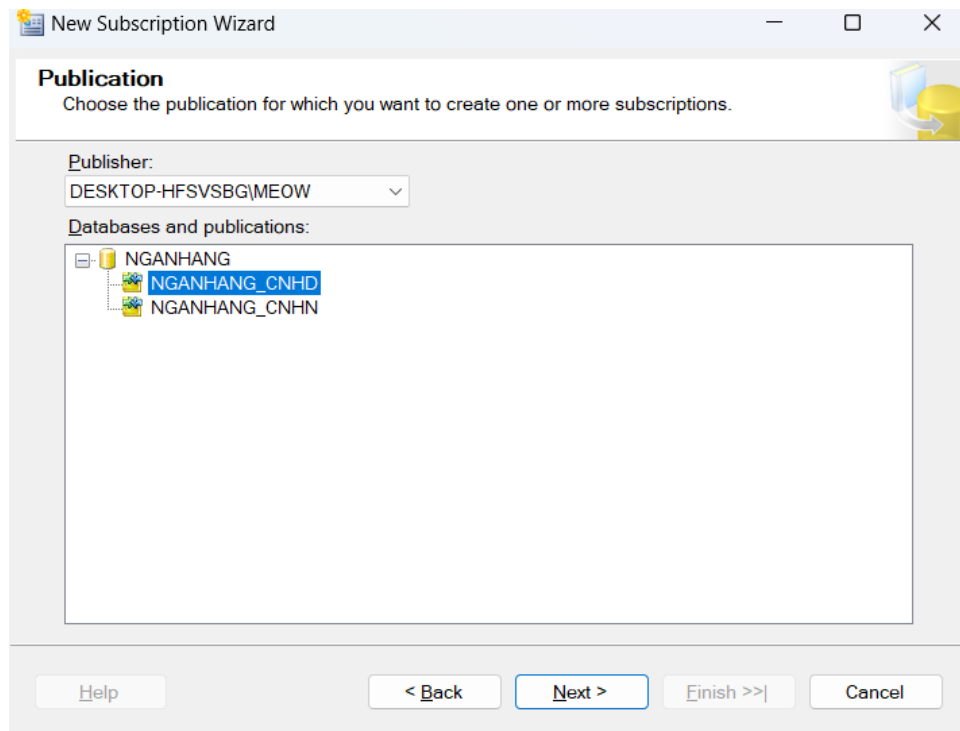 New Subscription Wizard
Publication
Choose the publication for which you want to create one or more subscriptions.
Publisher:
DESKTOP-HFSVSBG\MEOW
Databases and publications:
NGANHANG
NGANHANG_CNHD
NGANHANG_CNHN
Help < Back Next > Finish >>| Cancel